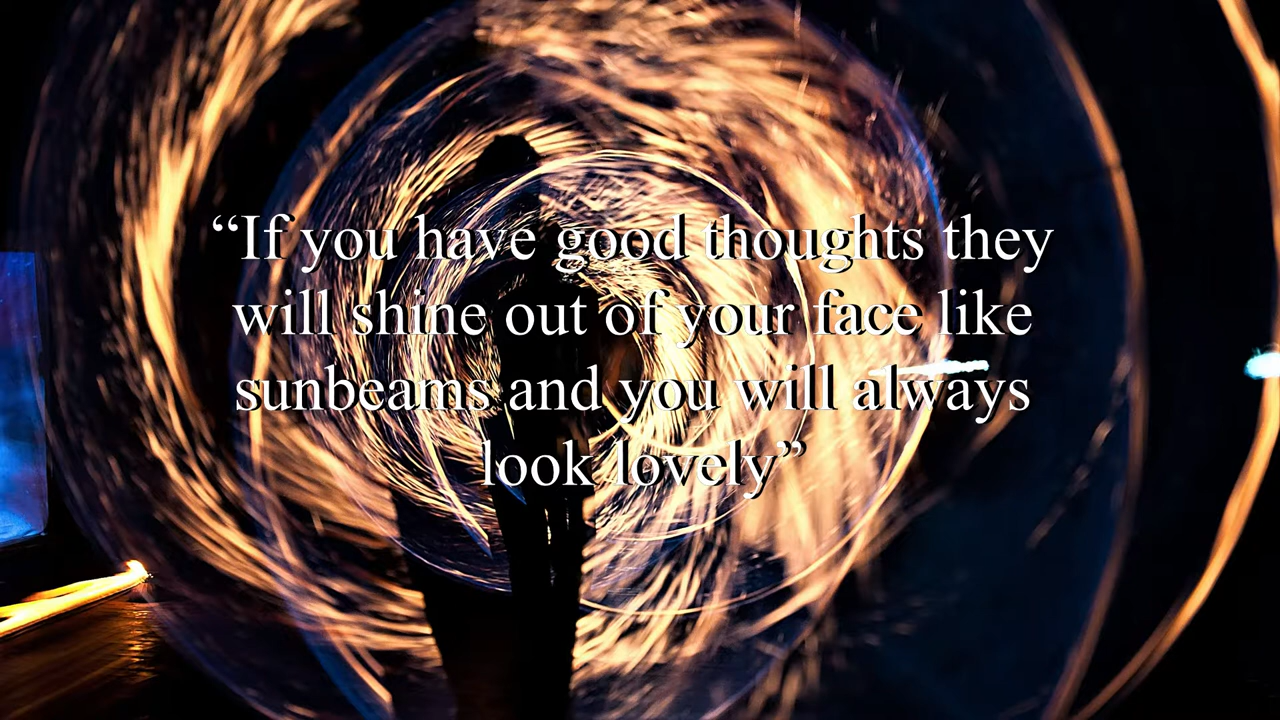 “If you have good thoughts they
will shine out of your face like
sunbeams and you will always
look lovely”